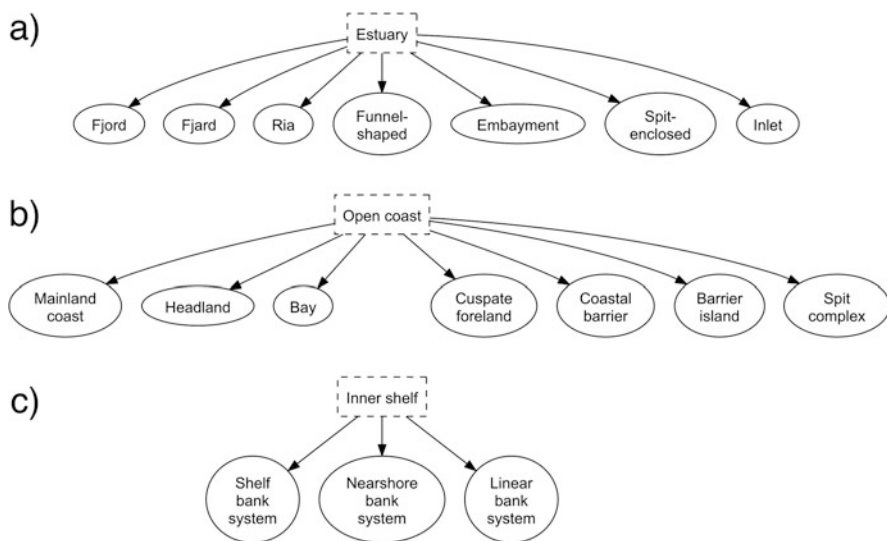 a)
Estuary
Fjord
Fjard
Ria
Funnel-
shaped
Embayment
Spit-
enclosed
Inlet
b)
Open coast
Mainland
coast
Headland
Bay
Cuspate
foreland
Coastal
barrier
Barrier
island
Spit
complex
c)
Inner shelf
Shelf
bank
system
Nearshore
bank
system
Linear
bank
system